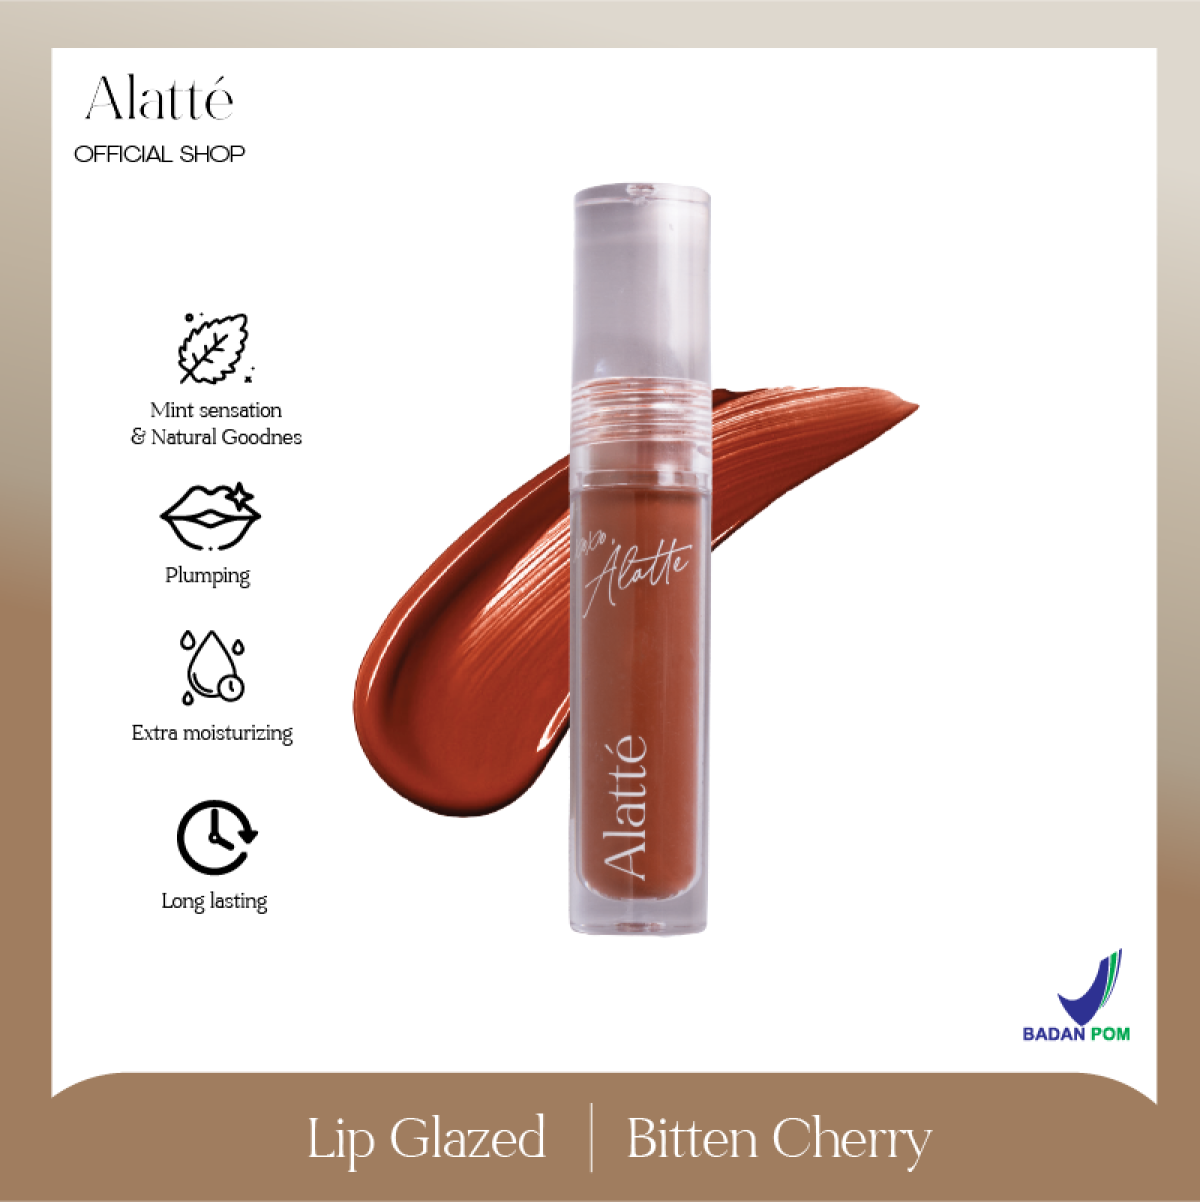 Alatté
OFFICIAL SHOP
Mint sensation
& Natural Goodnes
Plumping
Extra moisturizing
Long lasting
xoxo,
Alatte
Alatté
BADAN POM
Lip Glazed | Bitten Cherry